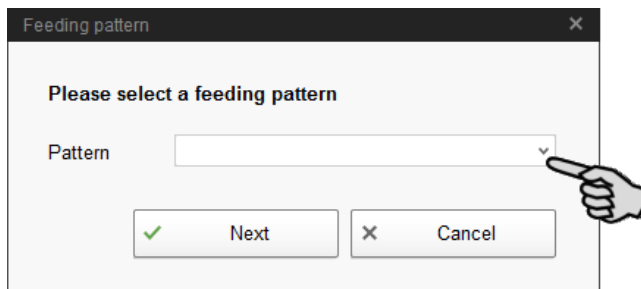 Feeding pattern
Please select a feeding pattern
Pattern
Next
Cancel